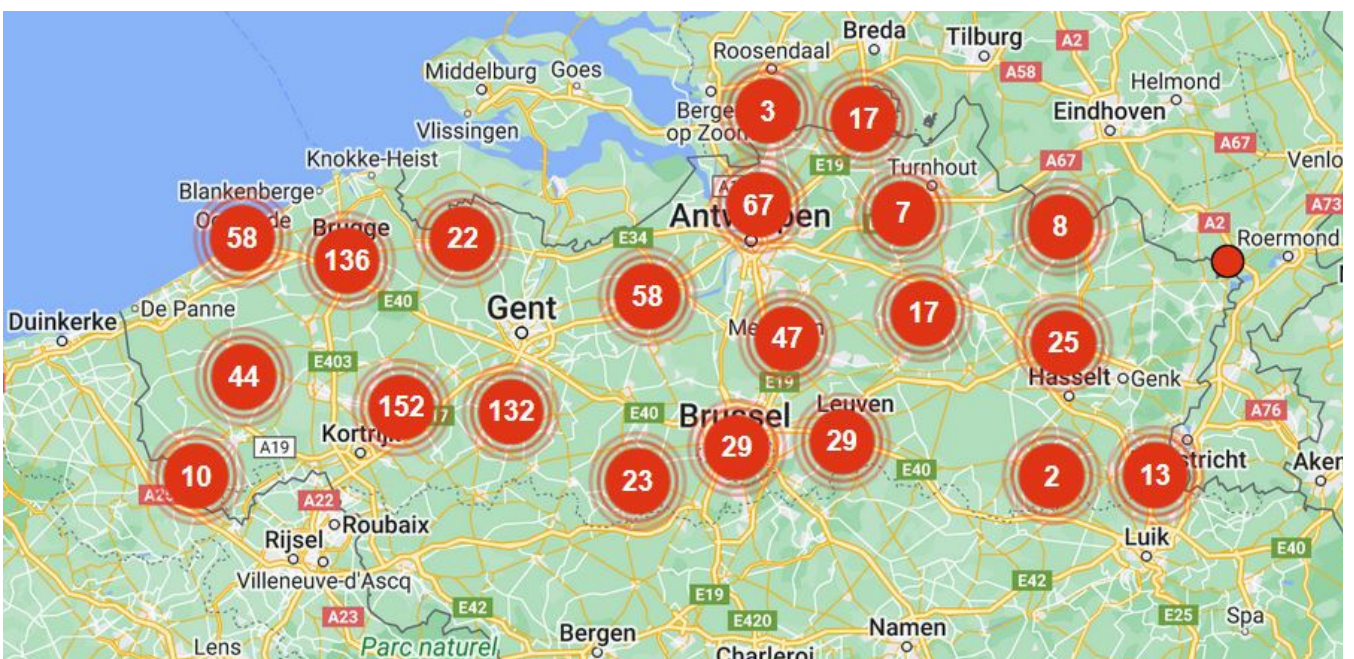 Breda
Tilburg
A2
Roosendaal
A58
Middelburg
Goes
Helmond
Eindhoven
3
17
Vlissingen
op Zoom
A67
Knokke-Heist
E19
Turnhout
A67
Venlo
Blankenberge
A73
67
7
8
A2
58
Brugge
22
Antwerpen
E34
Roermond
136
E40
58
De Panne
Gent
17
Duinkerke
47
25
E403
44
E19
Hasselt
Genk
152
132
E40
Brussel
Leuven
A76
Kortrijk
A19
29
29
E40
10
23
2
13
Aken
A22
Roubaix
Rijsel
Luik
E40
Villeneuve-d'Ascq
E42
E19
E42
A23
E420
E25
Spa
Lens
Parc naturel
Bergen
Namen
Charleroi